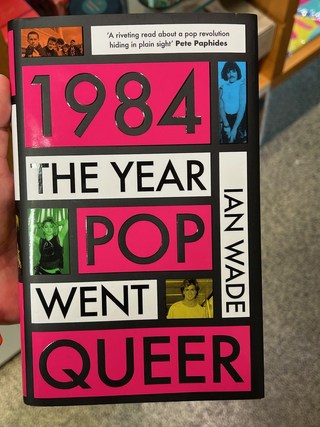 'A riveting read about a pop revolution
hiding in plain sight' Pete Paphides
1984
THE YEAR
POP
WENT
QUEER
IAN WADE